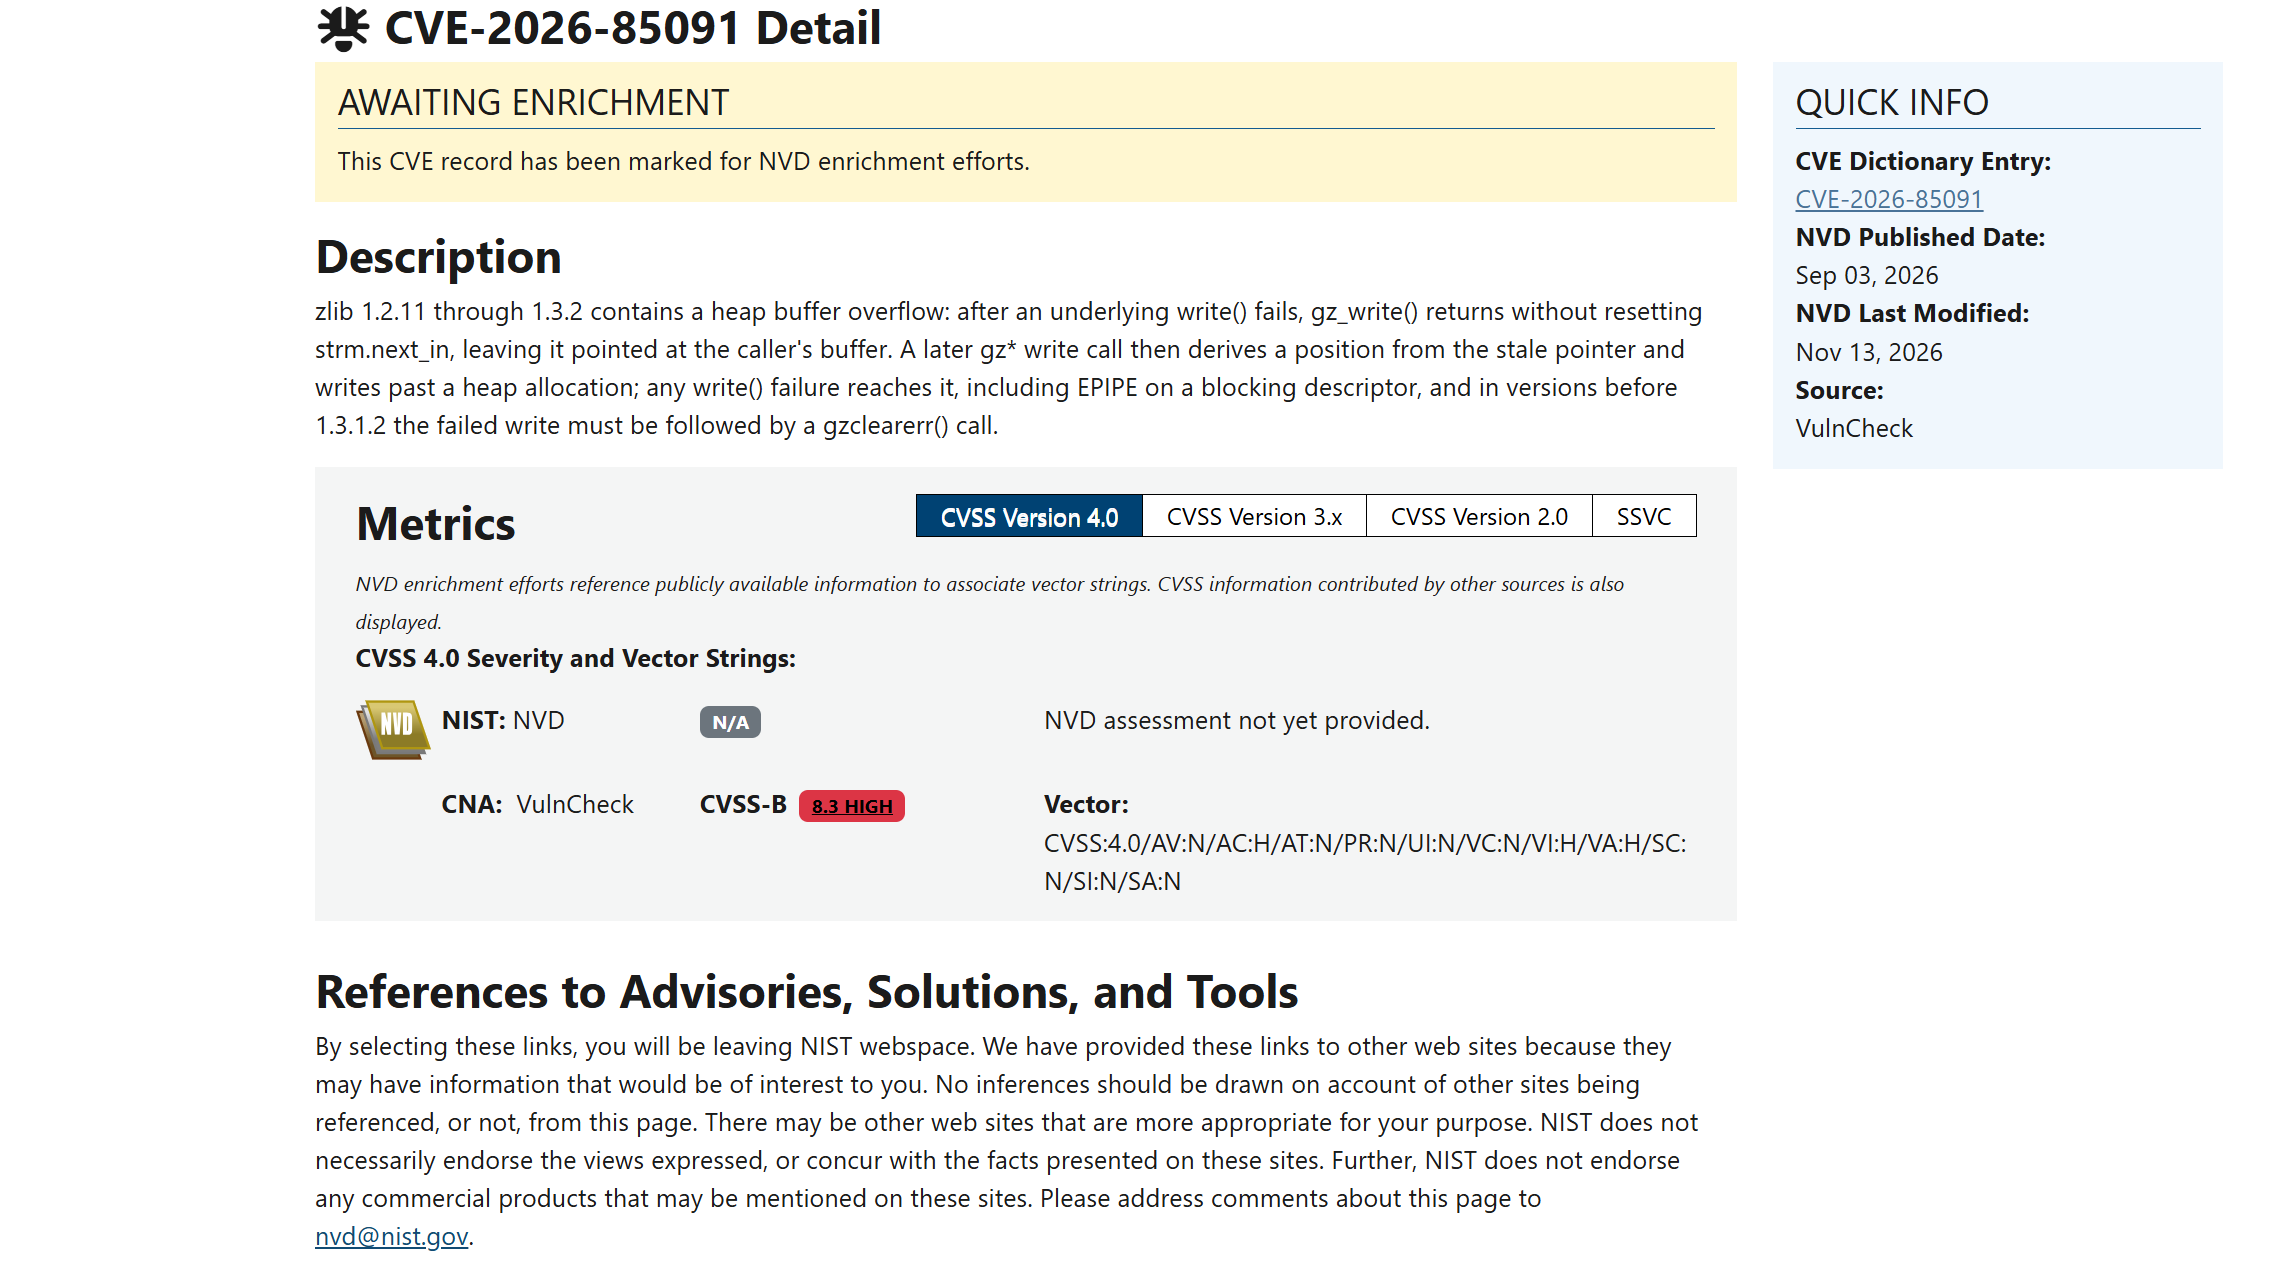 CVE-2026-85091 Detail
AWAITING ENRICHMENT
This CVE record has been marked for NVD enrichment efforts.
Description
zlib 1.2.11 through 1.3.2 contains a heap buffer overflow: after an underlying write() fails, gz_write() returns without resetting
strm.next_in, leaving it pointed at the caller's buffer. A later gz* write call then derives a position from the stale pointer and
writes past a heap allocation; any write() failure reaches it, including EPIPE on a blocking descriptor, and in versions before
1.3.1.2 the failed write must be followed by a gzclearerr() call.
Metrics
CVSS Version 4.0
CVSS Version 3.x
CVSS Version 2.0
SSVC
NVD enrichment efforts reference publicly available information to associate vector strings. CVSS information contributed by other sources is also
displayed.
CVSS 4.0 Severity and Vector Strings:
NVD
NIST: NVD
N/A
NVD assessment not yet provided.
CNA: VulnCheck
CVSS-B 8.3 HIGH
Vector:
CVSS:4.0/AV:N/AC:H/AT:N/PR:N/UI:N/VC:N/VI:H/VA:H/SC:
N/SI:N/SA:N
References to Advisories, Solutions, and Tools
By selecting these links, you will be leaving NIST webspace. We have provided these links to other web sites because they
may have information that would be of interest to you. No inferences should be drawn on account of other sites being
referenced, or not, from this page. There may be other web sites that are more appropriate for your purpose. NIST does not
necessarily endorse the views expressed, or concur with the facts presented on these sites. Further, NIST does not endorse
any commercial products that may be mentioned on these sites. Please address comments about this page to
nvd@nist.gov.
QUICK INFO
CVE Dictionary Entry:
CVE-2026-85091
NVD Published Date:
Sep 03, 2026
NVD Last Modified:
Nov 13, 2026
Source:
VulnCheck